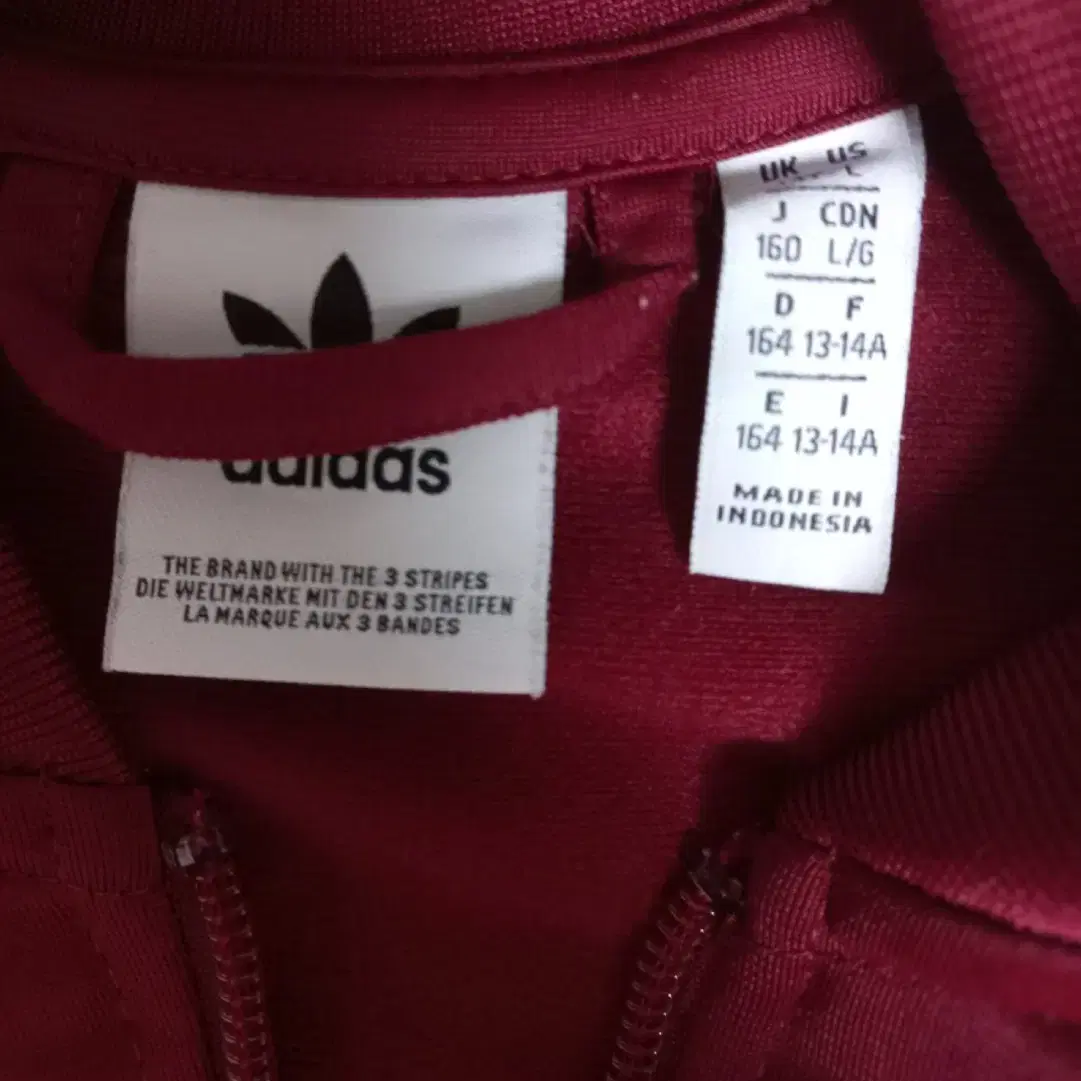 adidas
THE BRAND WITH THE 3 STRIPES
DIE WELTMARKE MIT DEN 3 STREIFEN
LA MARQUE AUX 3 BANDES
UK US
L
J CDN
160 L/G
D F
164 13-14A
E I
164 13-14A
MADE IN
INDONESIA